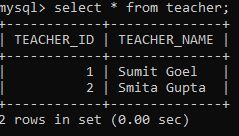 mysql> select * from teacher;
+------------+--------------+
| TEACHER_ID | TEACHER_NAME |
+------------+--------------+
|          1 | Sumit Goel   |
|          2 | Smita Gupta  |
+------------+--------------+
2 rows in set (0.00 sec)